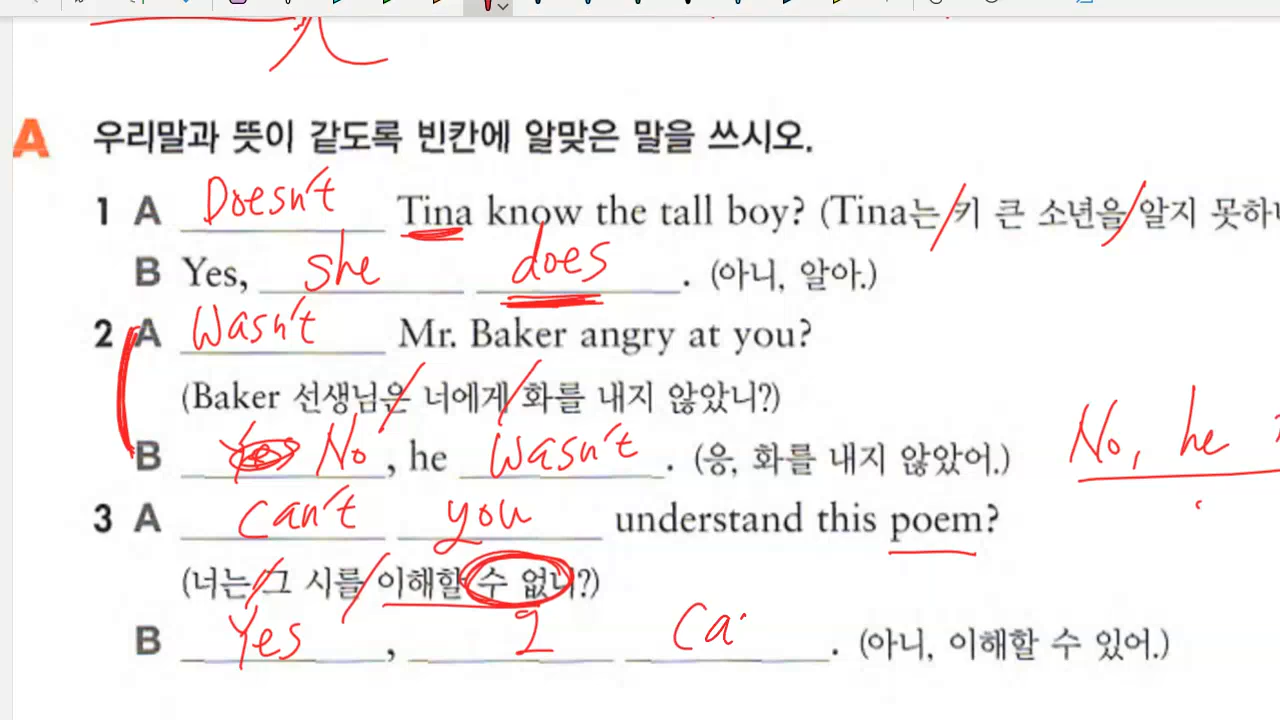 A 우리말과 뜻이 같도록 빈칸에 알맞은 말을 쓰시오.
1 A Doesn't Tina know the tall boy? (Tina는 키 큰 소년을 알지 못하니
B Yes, she does . (아니, 알아.)
2 A Wasn't Mr. Baker angry at you?
(Baker 선생님은 너에게 화를 내지 않았니?)
B Yes No , he wasn't . (응, 화를 내지 않았어.) No, he
3 A can't you understand this poem?
(너는 그 시를 이해할 수 없니?)
B Yes , I Ca . (아니, 이해할 수 있어.)